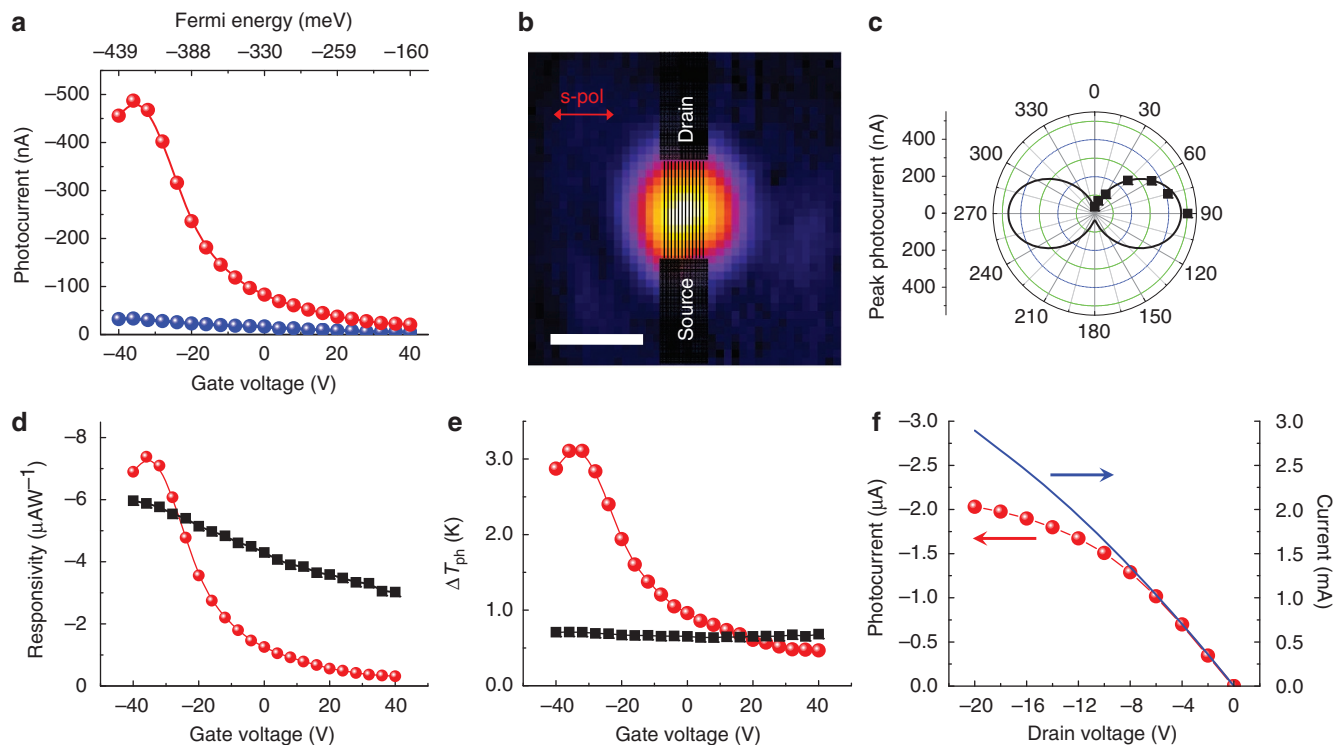 a
Fermi energy (meV)
−439 −388 −330 −259 −160
−500
−400
−300
−200
−100
0
Photocurrent (nA)
−40 −20 0 20 40
Gate voltage (V)
b
s-pol
Drain
Source
c
Peak photocurrent (nA)
400
200
0
200
400
0
30
60
90
120
150
180
210
240
270
300
330
d
−8
−6
−4
−2
0
Responsivity (μAW−1)
−40 −20 0 20 40
Gate voltage (V)
e
3.0
2.0
1.0
0.0
ΔTph (K)
−40 −20 0 20 40
Gate voltage (V)
f
−3.0
−2.5
−2.0
−1.5
−1.0
−0.5
0.0
Photocurrent (μA)
3.0
2.5
2.0
1.5
1.0
0.5
0.0
Current (mA)
−20 −16 −12 −8 −4 0
Drain voltage (V)